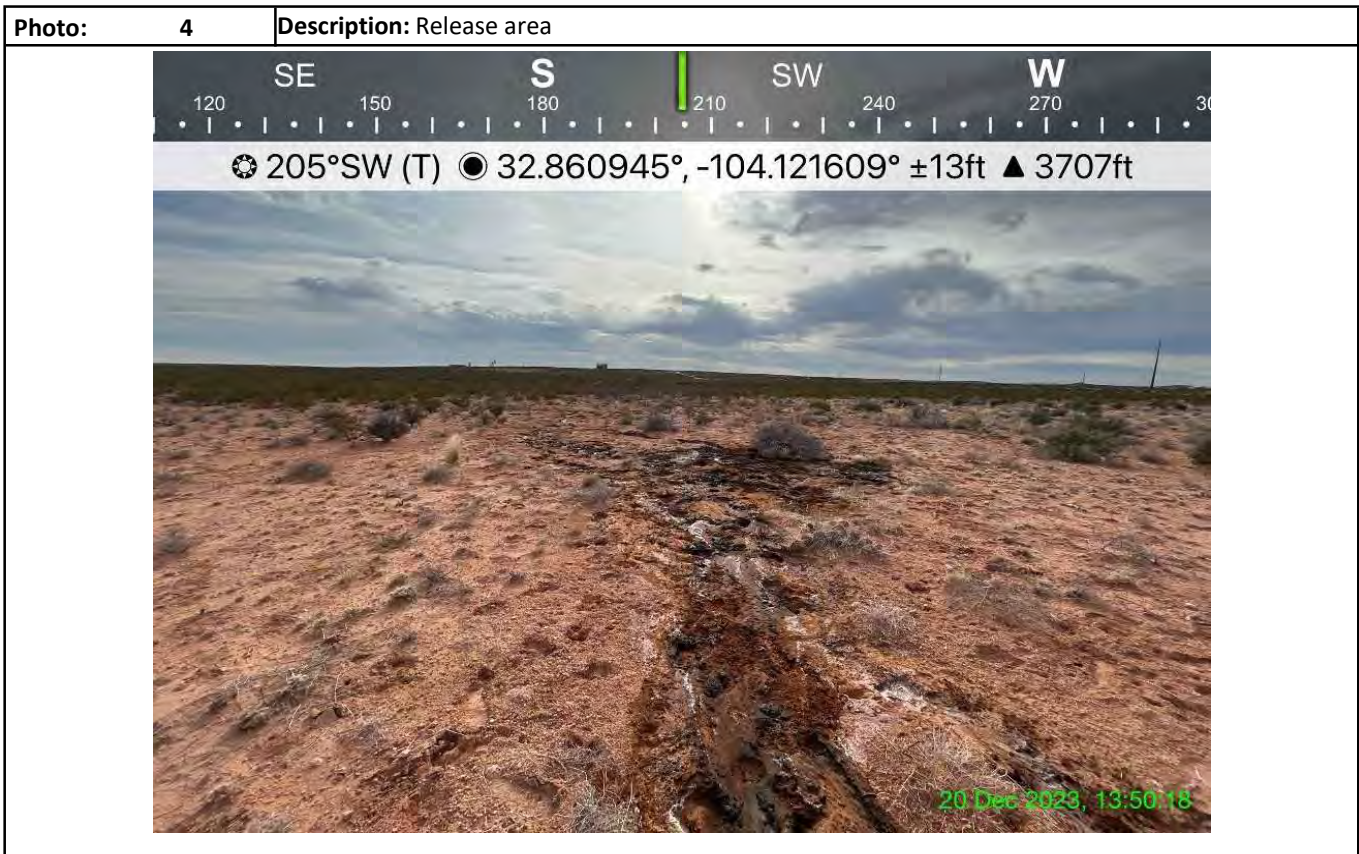 Photo: 4 Description: Release area
SE S SW W
120 150 180 210 240 270 30
205°SW (T) 32.860945°, -104.121609° ±13ft ▲ 3707ft
20 Dec 2023, 13:50:18